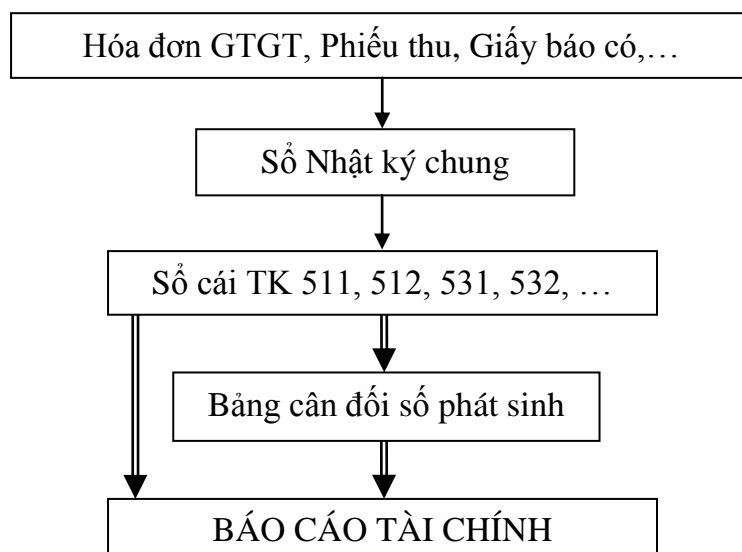 Hóa đơn GTGT, Phiếu thu, Giấy báo có,…
Sổ Nhật ký chung
Sổ cái TK 511, 512, 531, 532, …
Bảng cân đối số phát sinh
BÁO CÁO TÀI CHÍNH